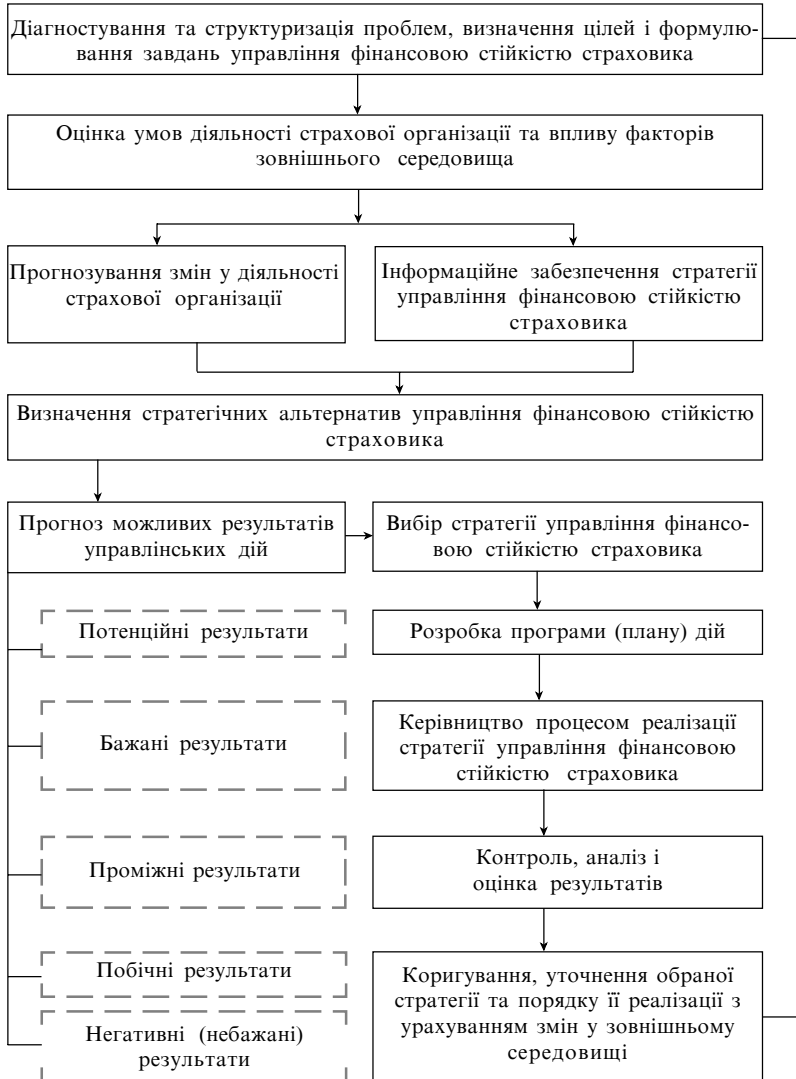 Діагностування та структуризація проблем, визначення цілей і формулю-
вання завдань управління фінансовою стійкістю страховика
Оцінка умов діяльності страхової організації та впливу факторів
зовнішнього середовища
Прогнозування змін у діяльності
страхової організації
Інформаційне забезпечення стратегії
управління фінансовою стійкістю
страховика
Визначення стратегічних альтернатив управління фінансовою стійкістю
страховика
Прогноз можливих результатів
управлінських дій
Вибір стратегії управління фінансо-
вою стійкістю страховика
Потенційні результати
Розробка програми (плану) дій
Бажані результати
Керівництво процесом реалізації
стратегії управління фінансовою
стійкістю страховика
Проміжні результати
Контроль, аналіз і
оцінка результатів
Побічні результати
Негативні (небажані)
результати
Коригування, уточнення обраної
стратегії та порядку її реалізації з
урахуванням змін у зовнішньому
середовищі